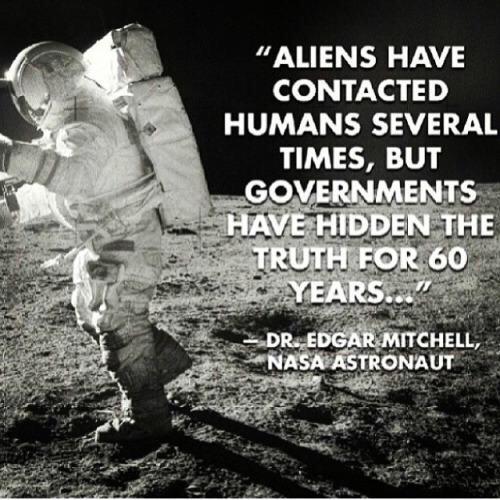 “ALIENS HAVE
CONTACTED
HUMANS SEVERAL
TIMES, BUT
GOVERNMENTS
HAVE HIDDEN THE
TRUTH FOR 60
YEARS...”
— DR. EDGAR MITCHELL,
NASA ASTRONAUT